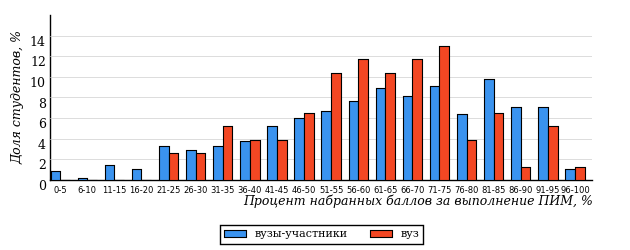 Доля студентов, %
14
12
10
8
6
4
2
0
0-5 6-10 11-15 16-20 21-25 26-30 31-35 36-40 41-45 46-50 51-55 56-60 61-65 66-70 71-75 76-80 81-85 86-90 91-95 96-100
Процент набранных баллов за выполнение ПИМ, %
вузы-участники вуз